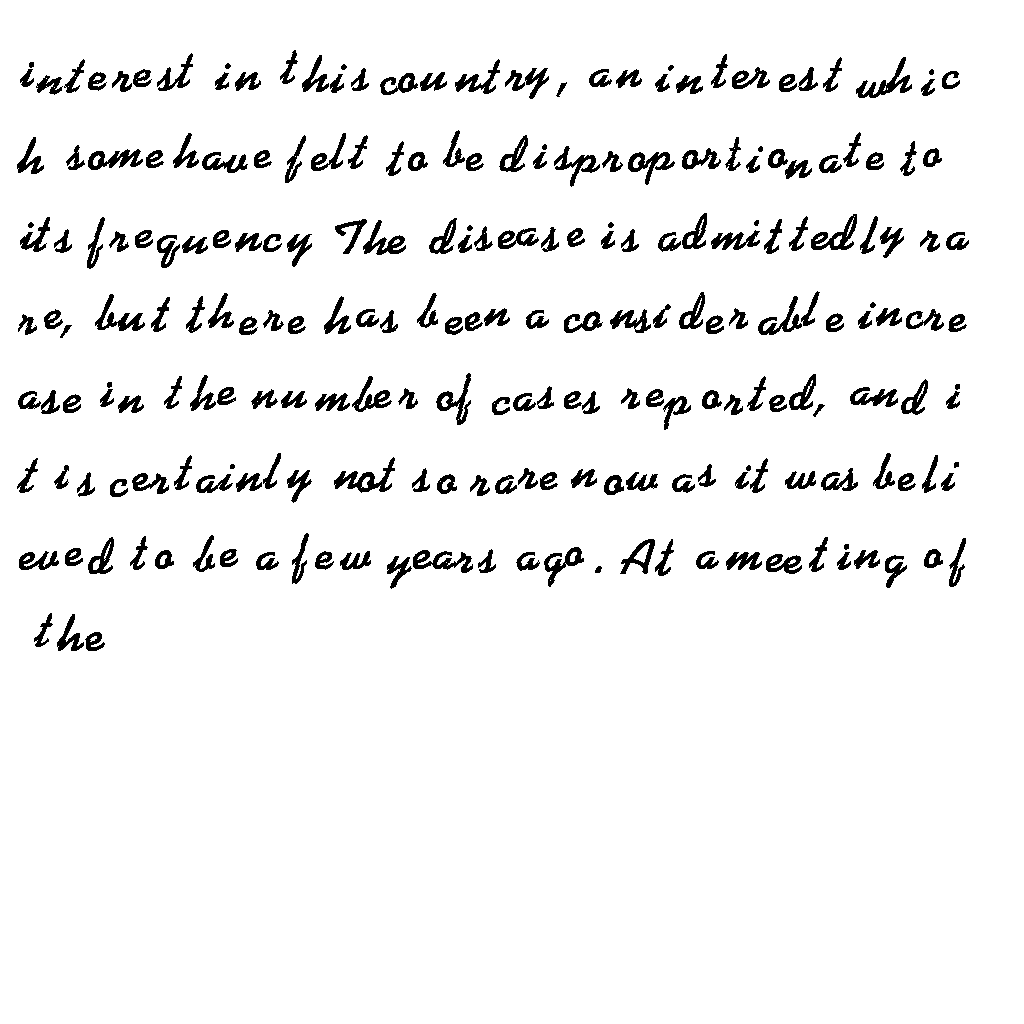 interest in this country, an interest whic
h some have felt to be disproportionate to
its frequency The disease is admittedly ra
re, but there has been a considerable incre
ase in the number of cases reported, and i
t is certainly not so rare now as it was beli
eved to be a few years ago. At a meeting of
the